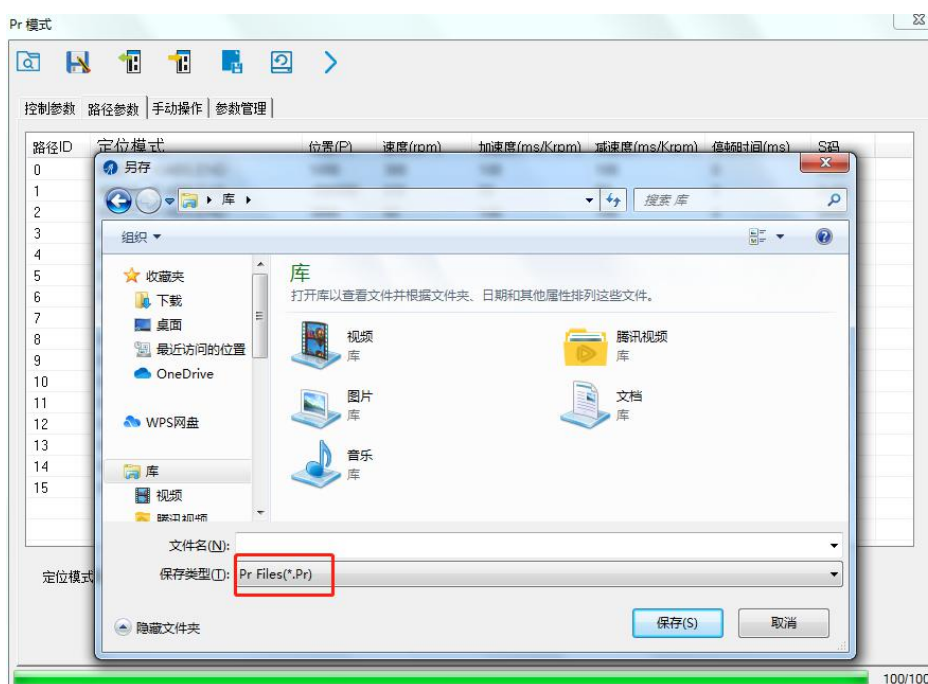 Pr 模式
控制参数 路径参数 手动操作 参数管理
路径ID 定位模式 位置(P) 速度(rpm) 加速度(ms/Krpm) 减速度(ms/Krpm) 停顿时间(ms) S码
0
1
2
3
4
5
6
7
8
9
10
11
12
13
14
15
另存
库
搜索 库
组织
收藏夹
下载
桌面
最近访问的位置
OneDrive
WPS网盘
库
视频
腾讯视频
库
打开库以查看文件并根据文件夹、日期和其他属性排列这些文件。
视频
库
腾讯视频
库
图片
库
文档
库
音乐
库
文件名(N):
保存类型(T): Pr Files(*.Pr)
隐藏文件夹
保存(S) 取消
定位模式
100/100